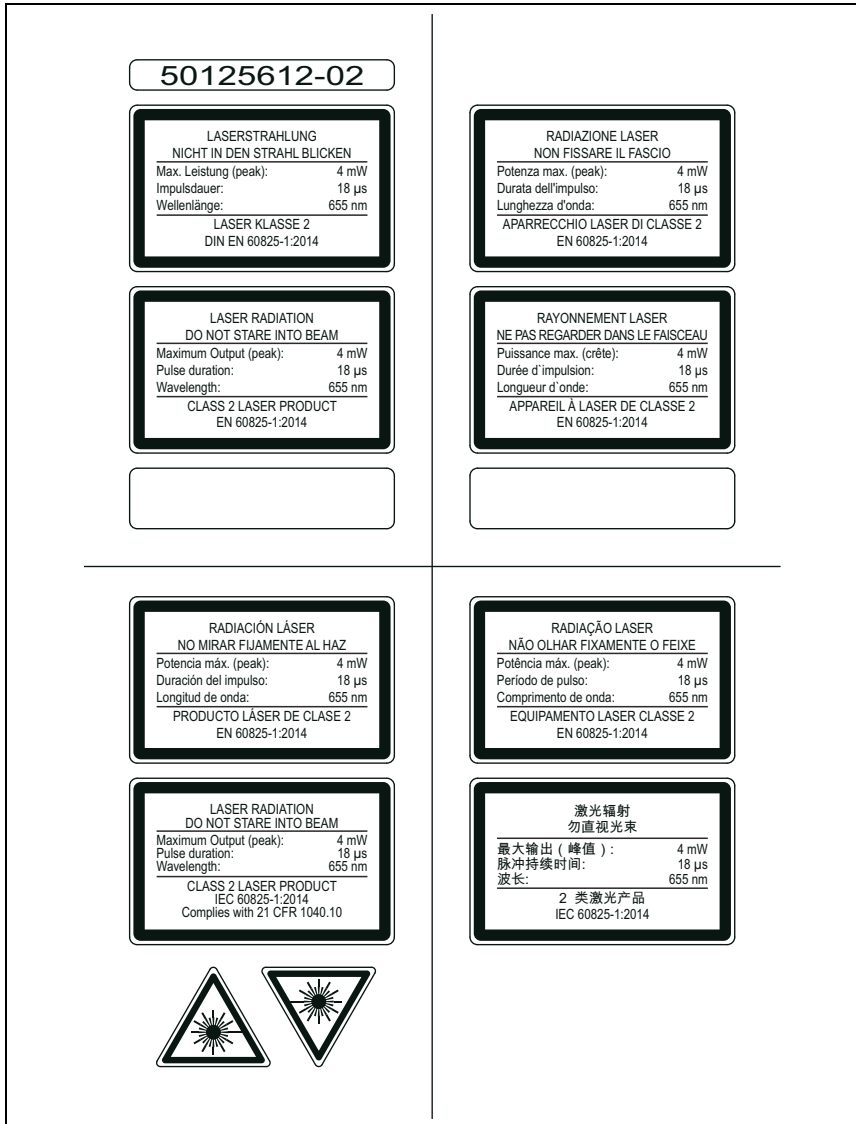 50125612-02
LASERSTRAHLUNG
NICHT IN DEN STRAHL BLICKEN
Max. Leistung (peak): 4 mW
Impulsdauer: 18 µs
Wellenlänge: 655 nm
LASER KLASSE 2
DIN EN 60825-1:2014
RADIAZIONE LASER
NON FISSARE IL FASCIO
Potenza max. (peak): 4 mW
Durata dell'impulso: 18 µs
Lunghezza d'onda: 655 nm
APARRECCHIO LASER DI CLASSE 2
EN 60825-1:2014
LASER RADIATION
DO NOT STARE INTO BEAM
Maximum Output (peak): 4 mW
Pulse duration: 18 µs
Wavelength: 655 nm
CLASS 2 LASER PRODUCT
EN 60825-1:2014
RAYONNEMENT LASER
NE PAS REGARDER DANS LE FAISCEAU
Puissance max. (crête): 4 mW
Durée d`impulsion: 18 µs
Longueur d`onde: 655 nm
APPAREIL À LASER DE CLASSE 2
EN 60825-1:2014
RADIACIÓN LÁSER
NO MIRAR FIJAMENTE AL HAZ
Potencia máx. (peak): 4 mW
Duración del impulso: 18 µs
Longitud de onda: 655 nm
PRODUCTO LÁSER DE CLASE 2
EN 60825-1:2014
RADIAÇÃO LASER
NÃO OLHAR FIXAMENTE O FEIXE
Potência máx. (peak): 4 mW
Período de pulso: 18 µs
Comprimento de onda: 655 nm
EQUIPAMENTO LASER CLASSE 2
EN 60825-1:2014
LASER RADIATION
DO NOT STARE INTO BEAM
Maximum Output (peak): 4 mW
Pulse duration: 18 µs
Wavelength: 655 nm
CLASS 2 LASER PRODUCT
IEC 60825-1:2014
Complies with 21 CFR 1040.10
激光辐射
勿直视光束
最大输出（峰值）: 4 mW
脉冲持续时间: 18 µs
波长: 655 nm
2 类激光产品
IEC 60825-1:2014